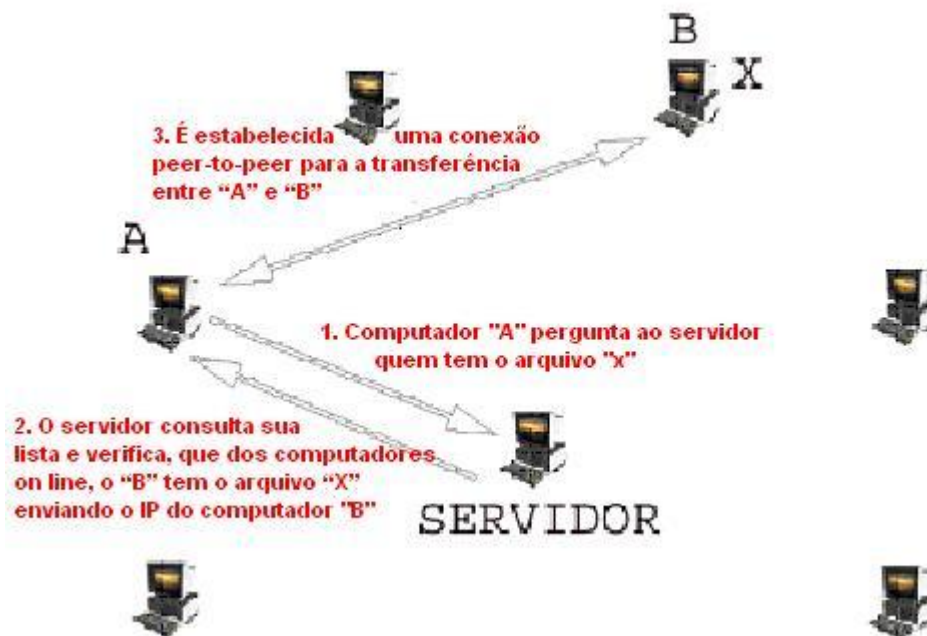 B
X
3. É estabelecida uma conexão
peer-to-peer para a transferência
entre “A” e “B”
A
1. Computador "A" pergunta ao servidor
quem tem o arquivo "x"
2. O servidor consulta sua
lista e verifica, que dos computadores
on line, o “B” tem o arquivo “X”
enviando o IP do computador "B"
SERVIDOR